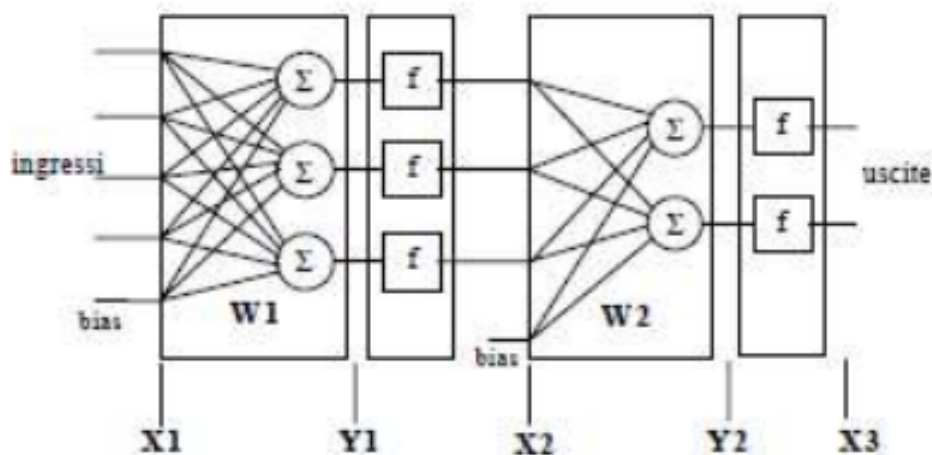 Σ f
Σ f
ingressi Σ f uscite
Σ f
Σ f
bias W1 W2
bias
X1 Y1 X2 Y2 X3